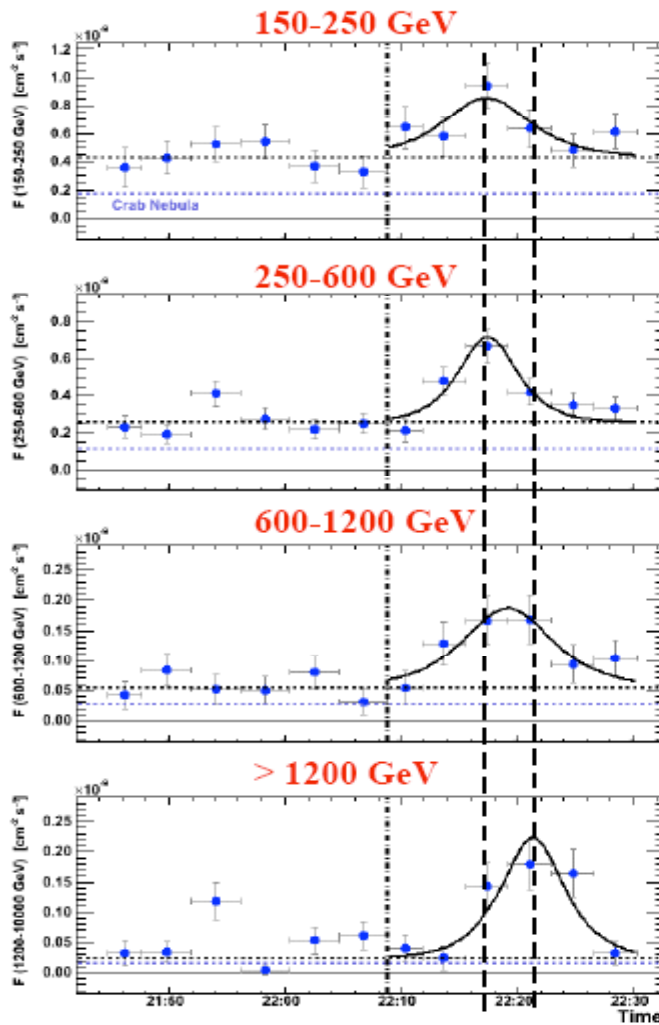 150-250 GeV
×10⁻⁹
F (150-250 GeV) [cm⁻² s⁻¹]
1.2
1.0
0.8
0.6
0.4
0.2
0.0
Crab Nebula
250-600 GeV
×10⁻⁹
F (250-600 GeV) [cm⁻² s⁻¹]
0.8
0.6
0.4
0.2
0.0
600-1200 GeV
×10⁻⁹
F (600-1200 GeV) [cm⁻² s⁻¹]
0.25
0.20
0.15
0.10
0.05
0.00
> 1200 GeV
×10⁻⁹
F (1200-10000 GeV) [cm⁻² s⁻¹]
0.25
0.20
0.15
0.10
0.05
0.00
21:50 22:00 22:10 22:20 22:30
Time